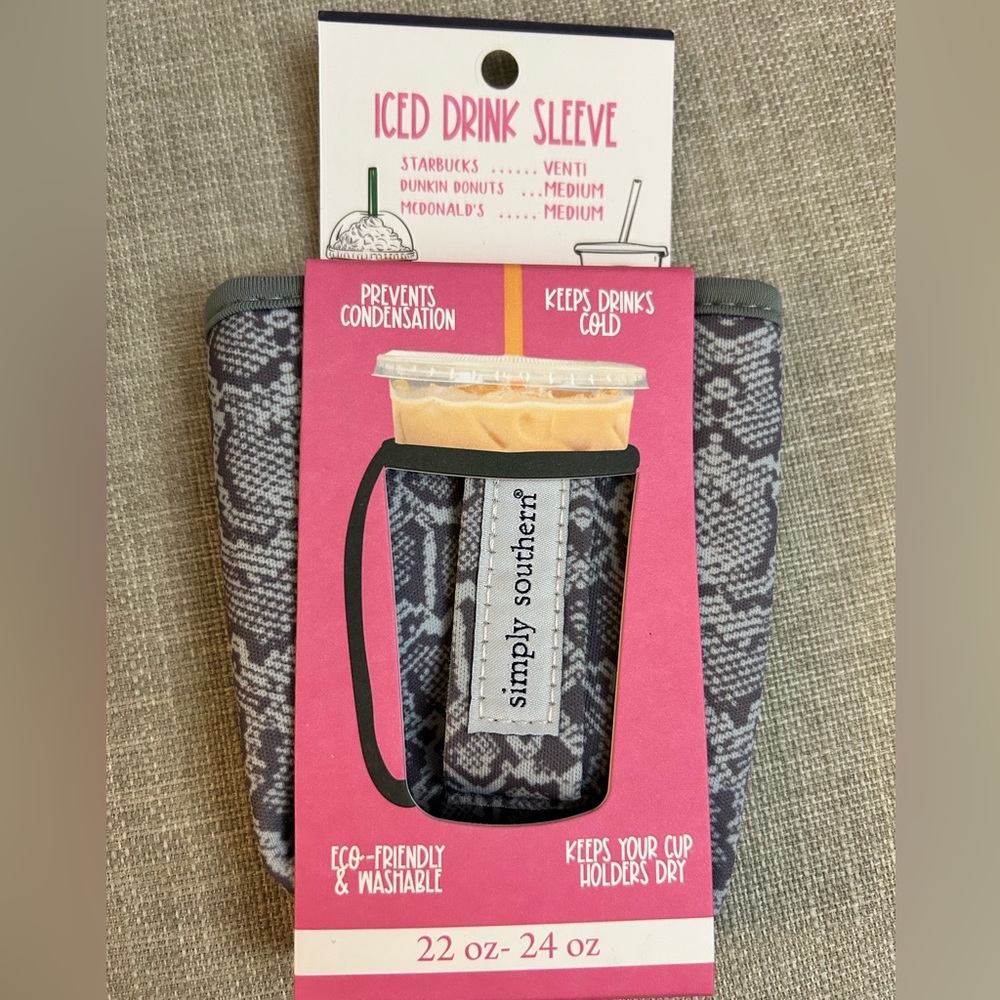 ICED DRINK SLEEVE
STARBUCKS ...... VENTI
DUNKIN DONUTS ...MEDIUM
MCDONALD'S ..... MEDIUM
PREVENTS
CONDENSATION
KEEPS DRINKS
COLD
simply southern®
ECO-FRIENDLY
& WASHABLE
KEEPS YOUR CUP
HOLDERS DRY
22 oz- 24 oz